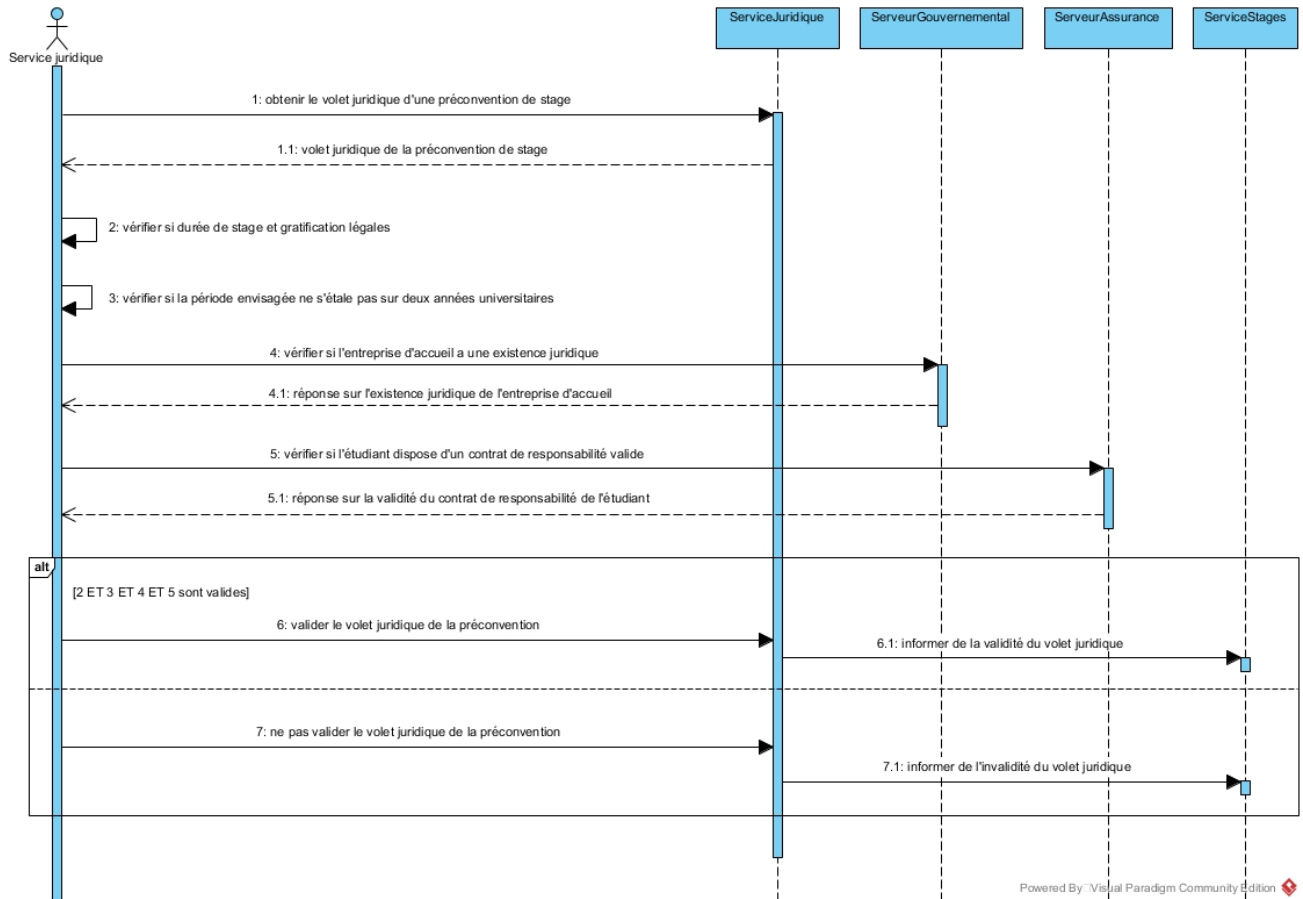 ServiceJuridique
ServeurGouvernemental
ServeurAssurance
ServiceStages
Service juridique
1: obtenir le volet juridique d'une préconvention de stage
1.1: volet juridique de la préconvention de stage
2: vérifier si durée de stage et gratification légales
3: vérifier si la période envisagée ne s'étale pas sur deux années universitaires
4: vérifier si l'entreprise d'accueil a une existence juridique
4.1: réponse sur l'existence juridique de l'entreprise d'accueil
5: vérifier si l'étudiant dispose d'un contrat de responsabilité valide
5.1: réponse sur la validité du contrat de responsabilité de l'étudiant
alt
[2 ET 3 ET 4 ET 5 sont valides]
6: valider le volet juridique de la préconvention
6.1: informer de la validité du volet juridique
7: ne pas valider le volet juridique de la préconvention
7.1: informer de l'invalidité du volet juridique
Powered By Visual Paradigm Community Edition